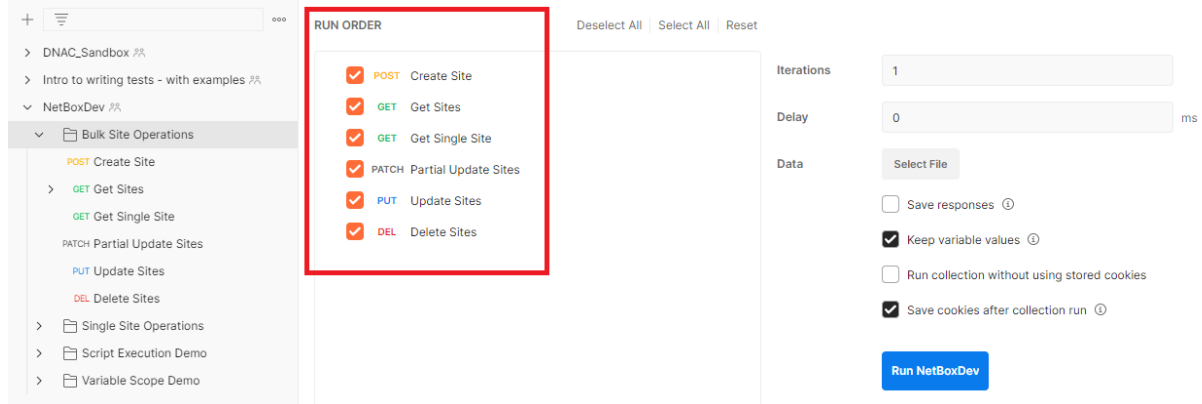 DNAC_Sandbox
Intro to writing tests - with examples
NetBoxDev
Bulk Site Operations
POST Create Site
GET Get Sites
GET Get Single Site
PATCH Partial Update Sites
PUT Update Sites
DEL Delete Sites
Single Site Operations
Script Execution Demo
Variable Scope Demo
RUN ORDER
Deselect All Select All Reset
POST Create Site
GET Get Sites
GET Get Single Site
PATCH Partial Update Sites
PUT Update Sites
DEL Delete Sites
Iterations 1
Delay 0 ms
Data Select File
Save responses
Keep variable values
Run collection without using stored cookies
Save cookies after collection run
Run NetBoxDev